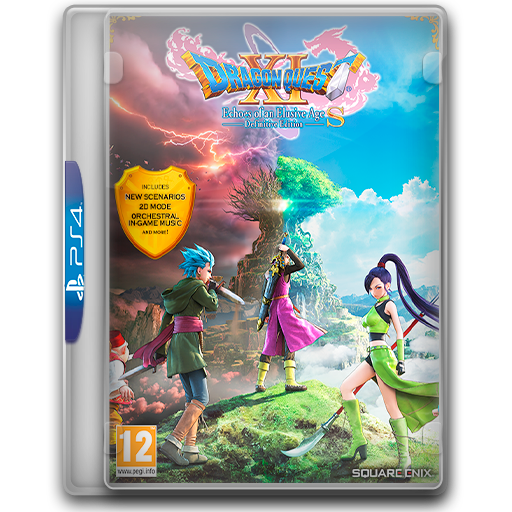 DRAGON QUEST
XI
Echoes of an Elusive Age
S
Definitive Edition
INCLUDES
NEW SCENARIOS
2D MODE
ORCHESTRAL
IN-GAME MUSIC
AND MORE!
PS4
12
www.pegi.info
SQUARE ENIX